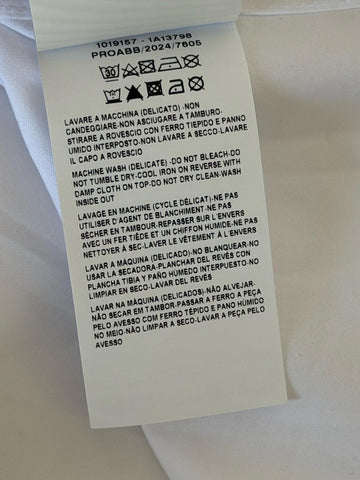 1019157 - 1A13798
PROABB/2024/7805
30
LAVARE A MACCHINA (DELICATO) -NON
CANDEGGIARE-NON ASCIUGARE A TAMBURO-
STIRARE A ROVESCIO CON FERRO TIEPIDO E PANNO
UMIDO INTERPOSTO-NON LAVARE A SECCO-LAVARE
IL CAPO A ROVESCIO
MACHINE WASH (DELICATE) -DO NOT BLEACH-DO
NOT TUMBLE DRY-COOL IRON ON REVERSE WITH
DAMP CLOTH ON TOP-DO NOT DRY CLEAN-WASH
INSIDE OUT
LAVAGE EN MACHINE (CYCLE DÉLICAT)-NE PAS
UTILISER D'AGENT DE BLANCHIMENT-NE PAS
SÉCHER EN TAMBOUR-REPASSER SUR L'ENVERS
AVEC UN FER TIÈDE ET UN CHIFFON HUMIDE-NE PAS
NETTOYER À SEC-LAVER LE VÊTEMENT À L'ENVERS
LAVAR A MÁQUINA (DELICADO)-NO BLANQUEAR-NO
USAR LA SECADORA-PLANCHAR DEL REVÉS CON
PLANCHA TIBIA Y PAÑO HÚMEDO INTERPUESTO-NO
LIMPIAR EN SECO-LAVAR DEL REVÉS
LAVAR NA MÁQUINA (DELICADOS)-NÃO ALVEJAR-
NÃO SECAR EM TAMBOR-PASSAR A FERRO A PEÇA
PELO AVESSO COM FERRO TÉPIDO E PANO HÚMIDO
NO MEIO-NÃO LIMPAR A SECO-LAVAR A PEÇA PELO
AVESSO